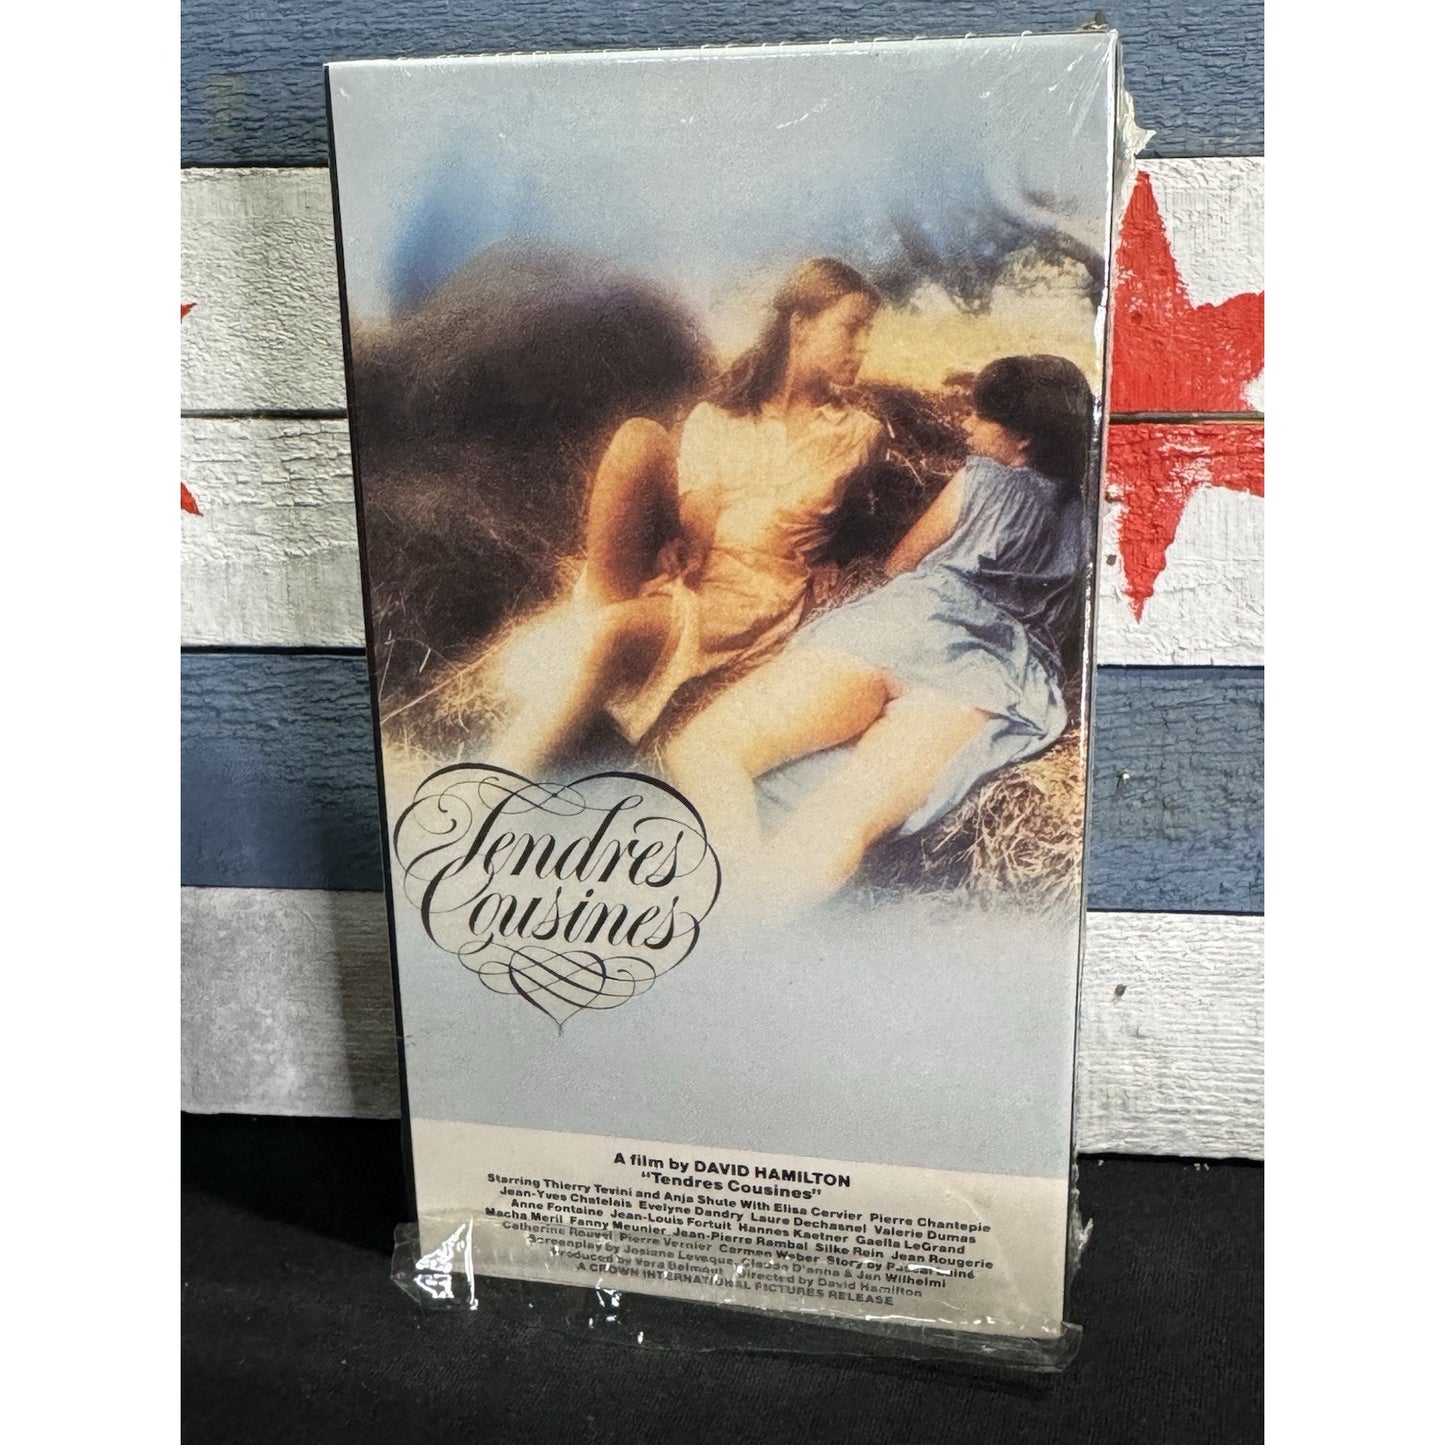 Tendres
Cousines
A film by DAVID HAMILTON
"Tendres Cousines"
Starring Thierry Tevini and Anja Shute With Elisa Cervier Pierre Chantepie
Jean-Yves Chatelais Evelyne Dandry Laure Dechasnel Valerie Dumas
Anne Fontaine Jean-Louis Fortuit Hannes Kaetner Gaella LeGrand
Macha Meril Fanny Meunier Jean-Pierre Rambal Silke Rein Jean Rougerie
Catherine Rouvel Pierre Vernier Carmen Weber Story by Pascal Lainé
Screenplay by Josiane Leveque, Claude D'anna & Jan Wilhelmi
Produced by Vera Belmont Directed by David Hamilton
A CROWN INTERNATIONAL PICTURES RELEASE